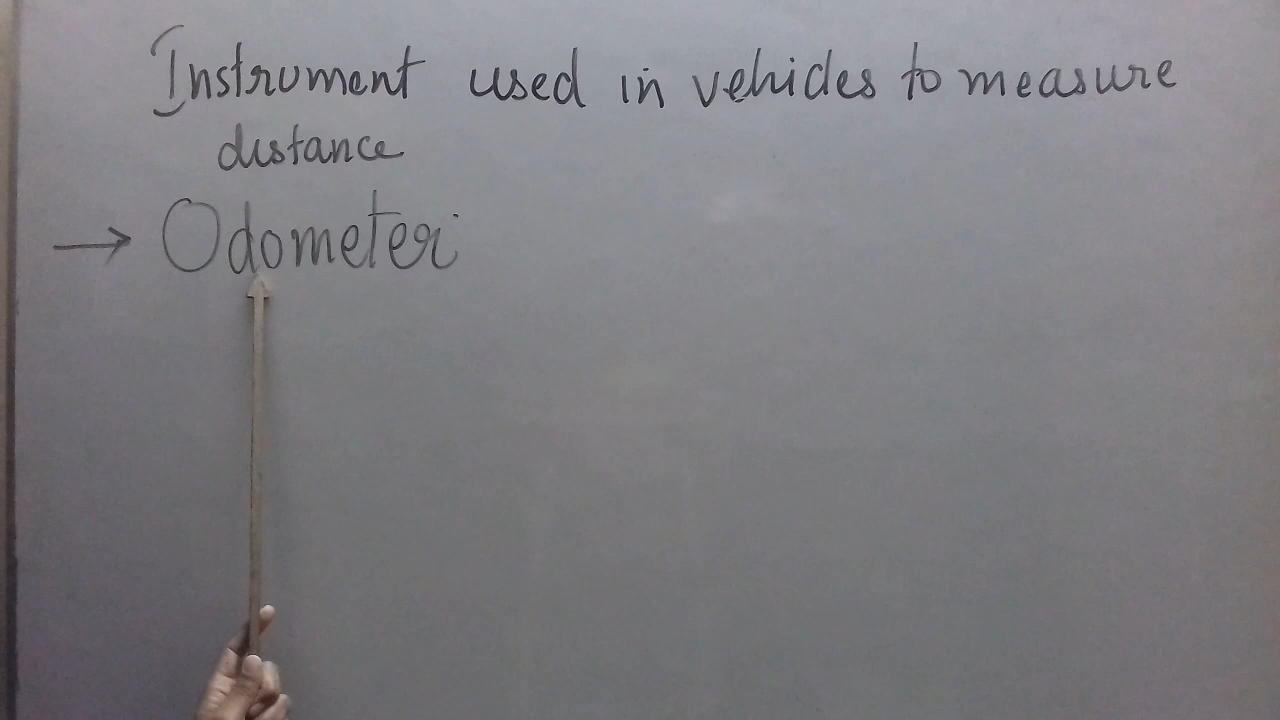 Instrument used in vehicles to measure
distance
→ Odometer